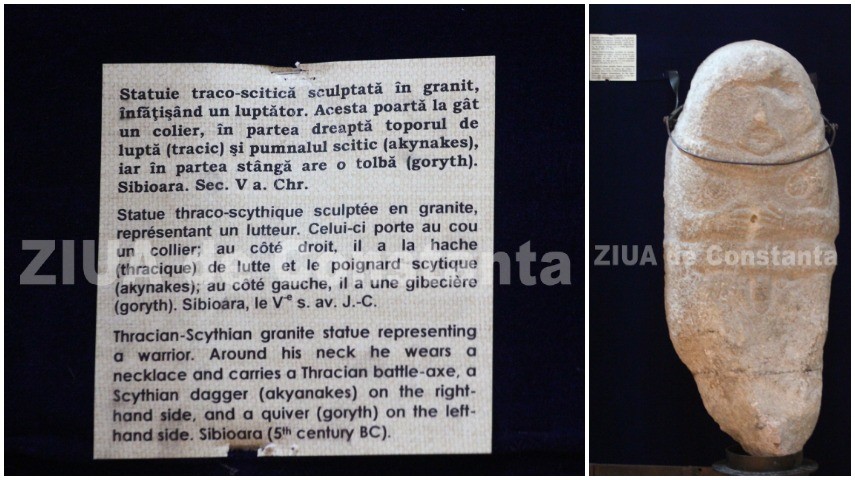 Statuie traco-scitică sculptată în granit,
înfăţişând un luptător. Acesta poartă la gât
un colier, în partea dreaptă toporul de
luptă (tracic) şi pumnalul scitic (akynakes),
iar în partea stângă are o tolbă (goryth).
Sibioara. Sec. V a. Chr.
Statue thraco-scythique sculptée en granite,
représentant un lutteur. Celui-ci porte au cou
un collier; au côté droit, il a la hache
(thracique) de lutte et le poignard scytique
(akynakes); au côté gauche, il a une gibecière
(goryth). Sibioara, le V-e s. av. J.-C.
Thracian-Scythian granite statue representing
a warrior. Around his neck he wears a
necklace and carries a Thracian battle-axe, a
Scythian dagger (akyanakes) on the right-
hand side, and a quiver (goryth) on the left-
hand side. Sibioara (5th century BC).
ZIUA de Constanta
ZIUA de Constanta